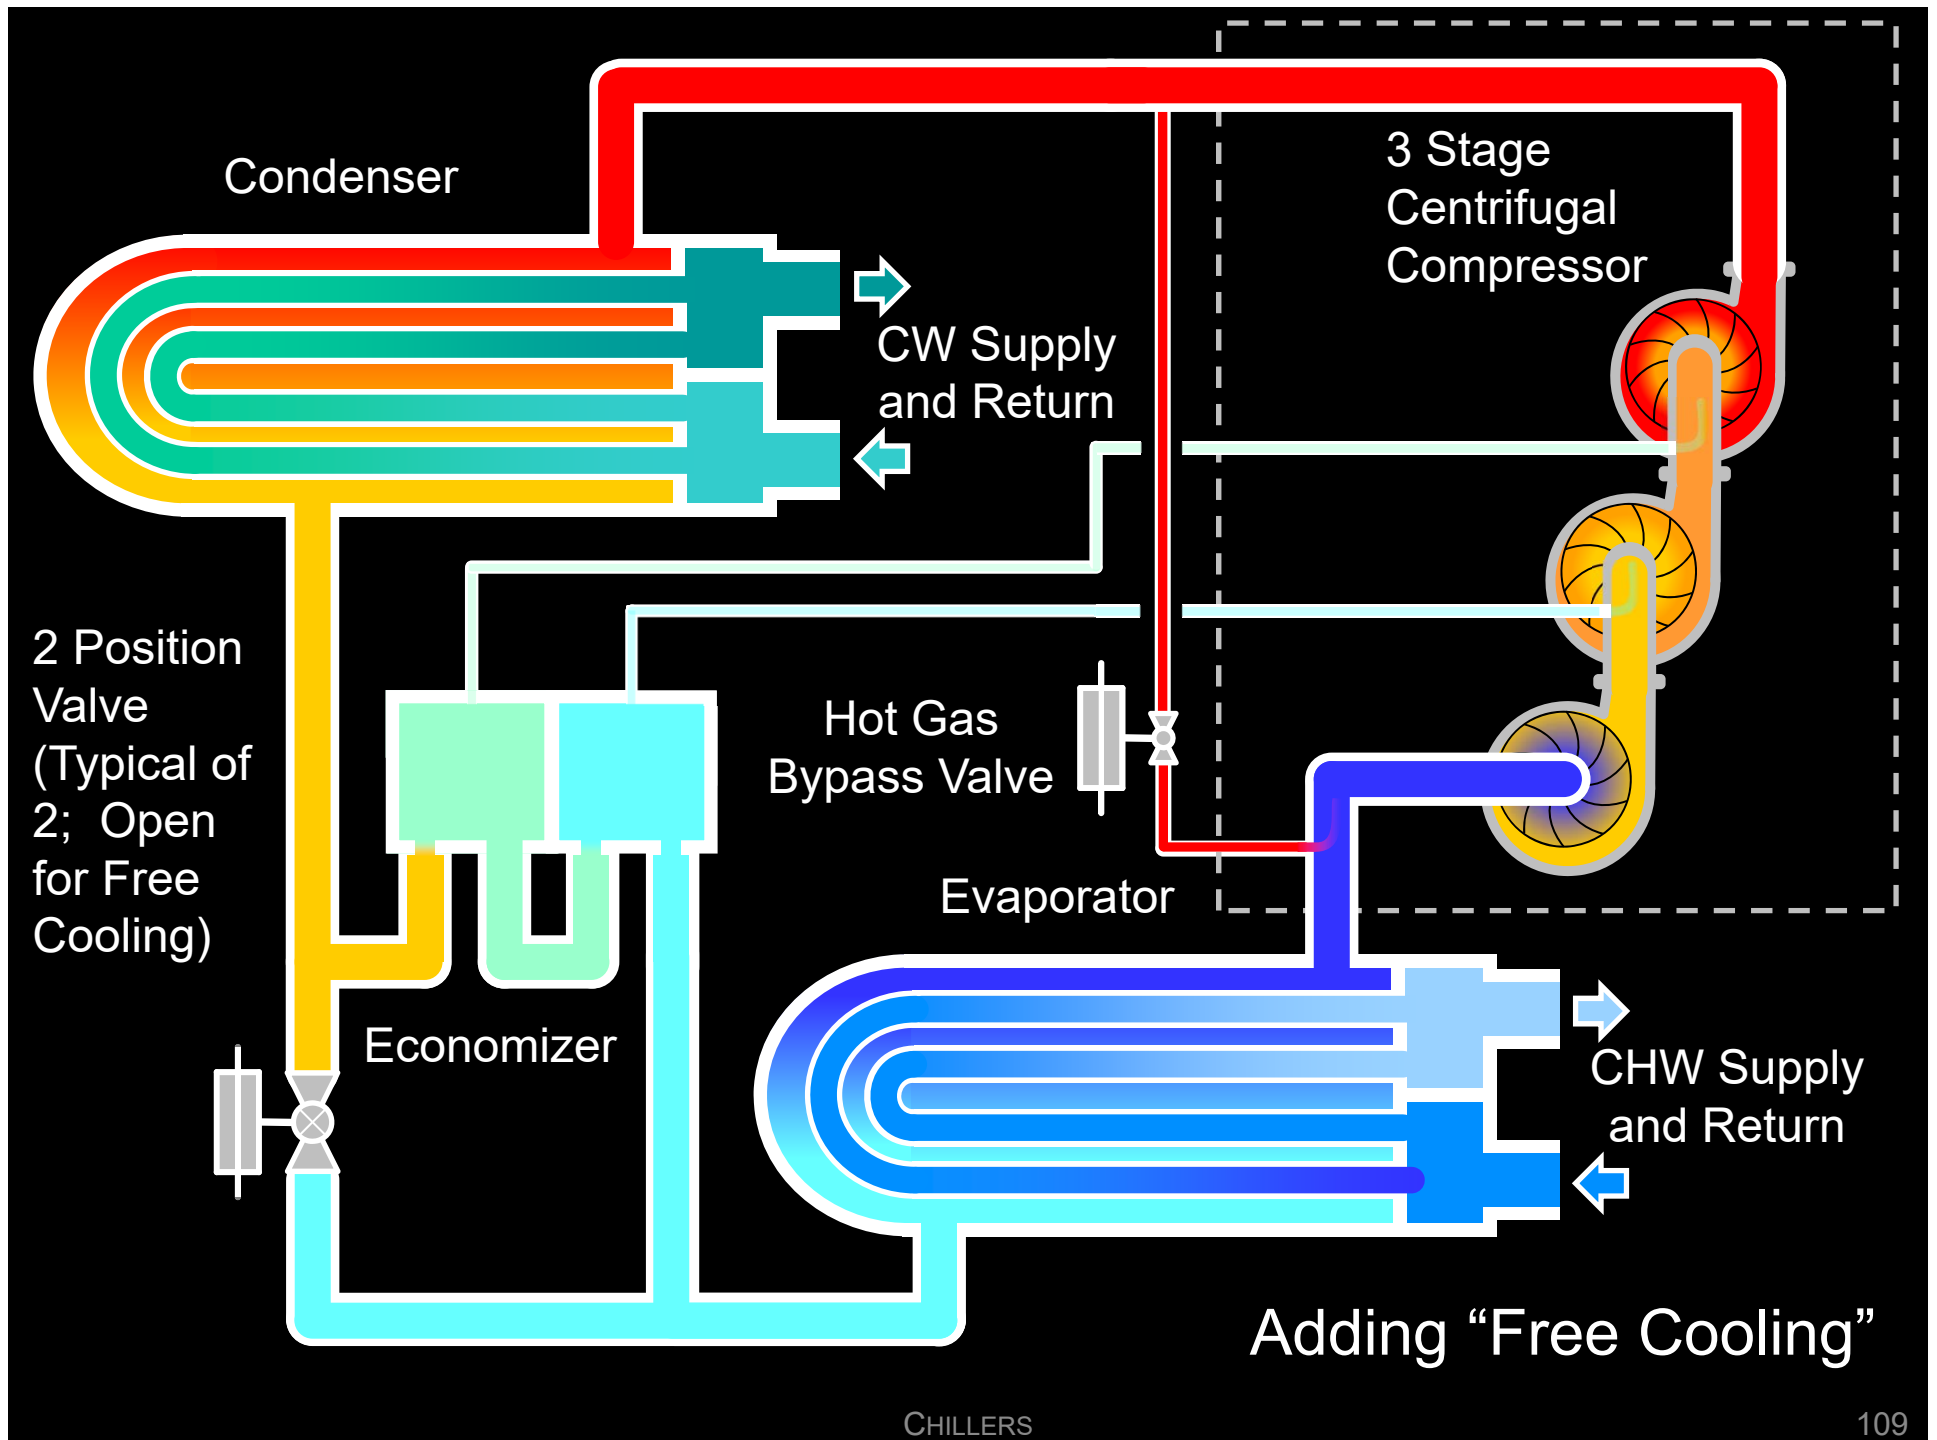 3 Stage
Centrifugal
Compressor
Condenser
CW Supply
and Return
2 Position
Valve
(Typical of
2;  Open
for Free
Cooling)
Hot Gas
Bypass Valve
Evaporator
Economizer
CHW Supply
and Return
Adding “Free Cooling”
CHILLERS
109